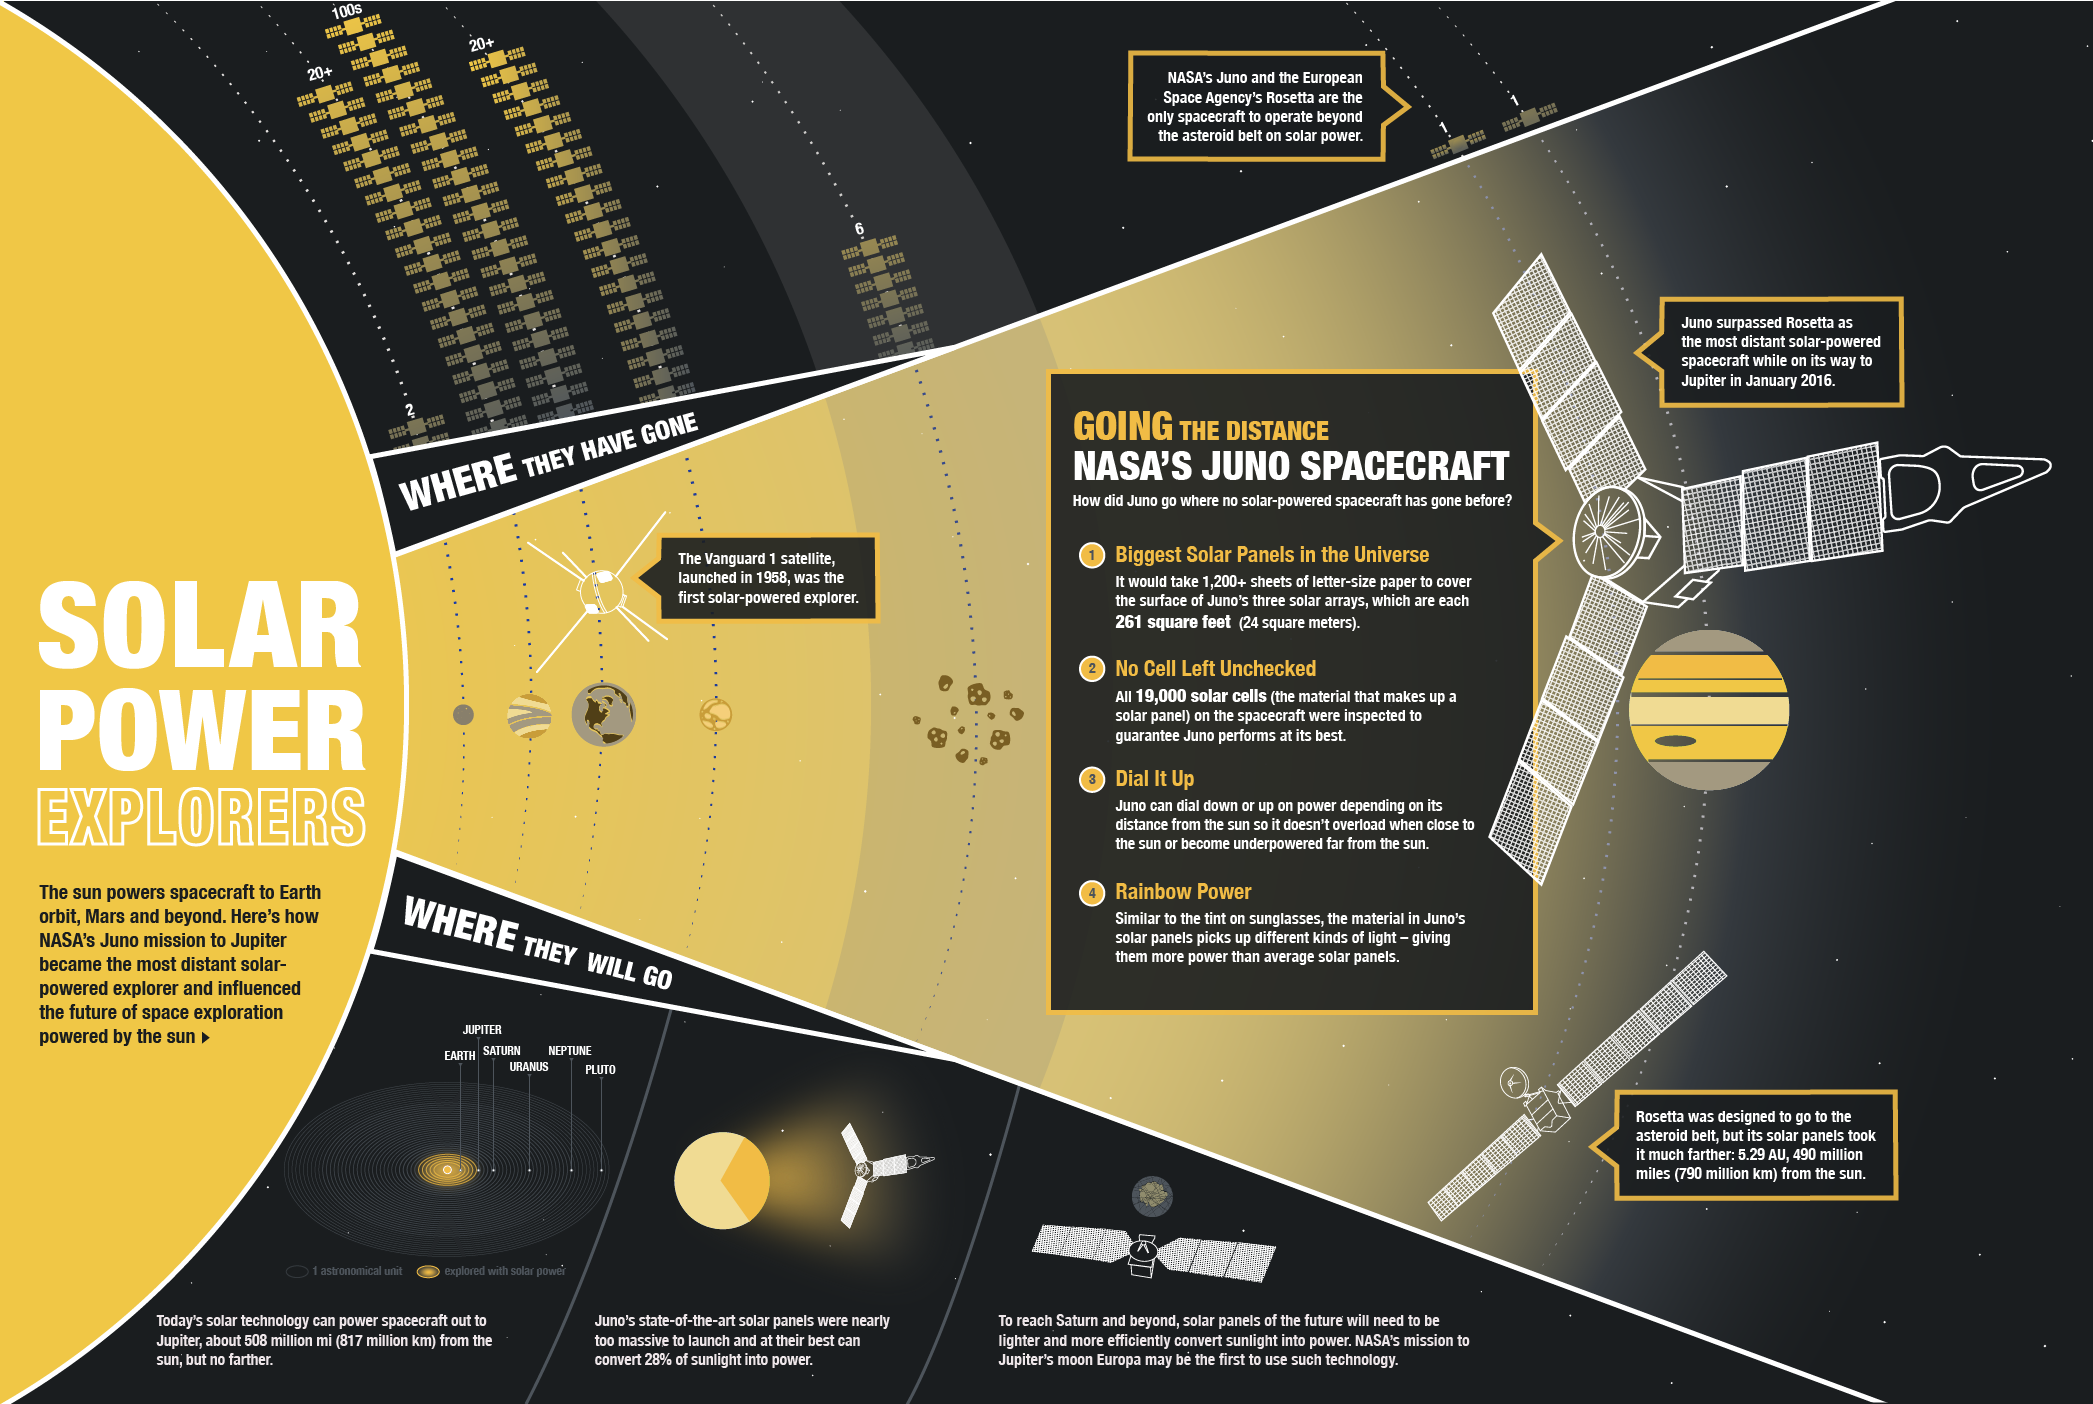 SOLAR
POWER
EXPLORERS
The sun powers spacecraft to Earth
orbit, Mars and beyond. Here's how
NASA's Juno mission to Jupiter
became the most distant solar-
powered explorer and influenced
the future of space exploration
powered by the sun
100s
20+
20+
2
6
1
1
NASA's Juno and the European
Space Agency's Rosetta are the
only spacecraft to operate beyond
the asteroid belt on solar power.
WHERE THEY HAVE GONE
The Vanguard 1 satellite,
launched in 1958, was the
first solar-powered explorer.
Juno surpassed Rosetta as
the most distant solar-powered
spacecraft while on its way to
Jupiter in January 2016.
GOING THE DISTANCE
NASA'S JUNO SPACECRAFT
How did Juno go where no solar-powered spacecraft has gone before?
1 Biggest Solar Panels in the Universe
It would take 1,200+ sheets of letter-size paper to cover
the surface of Juno's three solar arrays, which are each
261 square feet (24 square meters).
2 No Cell Left Unchecked
All 19,000 solar cells (the material that makes up a
solar panel) on the spacecraft were inspected to
guarantee Juno performs at its best.
3 Dial It Up
Juno can dial down or up on power depending on its
distance from the sun so it doesn't overload when close to
the sun or become underpowered far from the sun.
4 Rainbow Power
Similar to the tint on sunglasses, the material in Juno's
solar panels picks up different kinds of light – giving
them more power than average solar panels.
Rosetta was designed to go to the
asteroid belt, but its solar panels took
it much farther: 5.29 AU, 490 million
miles (790 million km) from the sun.
WHERE THEY WILL GO
JUPITER
EARTH
SATURN
URANUS
NEPTUNE
PLUTO
1 astronomical unit
explored with solar power
Today's solar technology can power spacecraft out to
Jupiter, about 508 million mi (817 million km) from the
sun, but no farther.
Juno's state-of-the-art solar panels were nearly
too massive to launch and at their best can
convert 28% of sunlight into power.
To reach Saturn and beyond, solar panels of the future will need to be
lighter and more efficiently convert sunlight into power. NASA's mission to
Jupiter's moon Europa may be the first to use such technology.